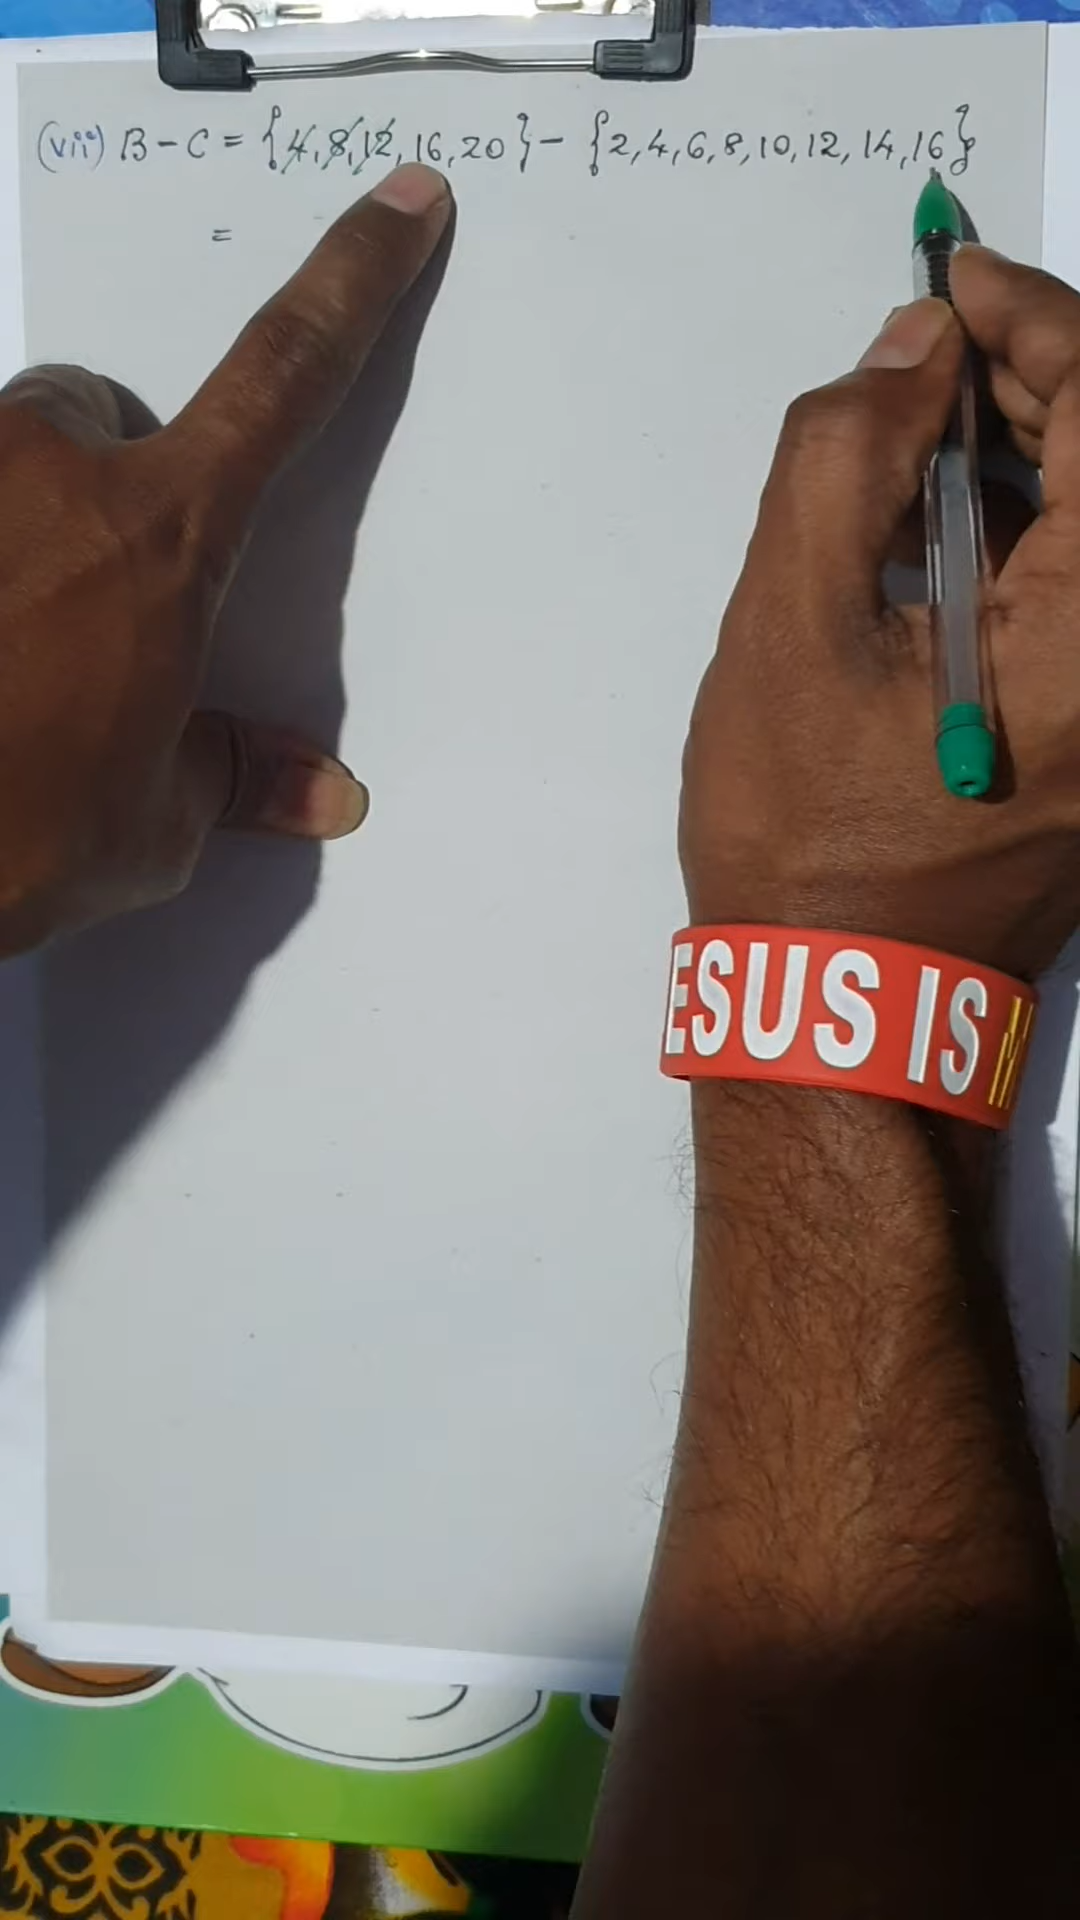 (vii) B - C = {4, 8, 12, 16, 20} - {2, 4, 6, 8, 10, 12, 14, 16}
=
ESUS IS